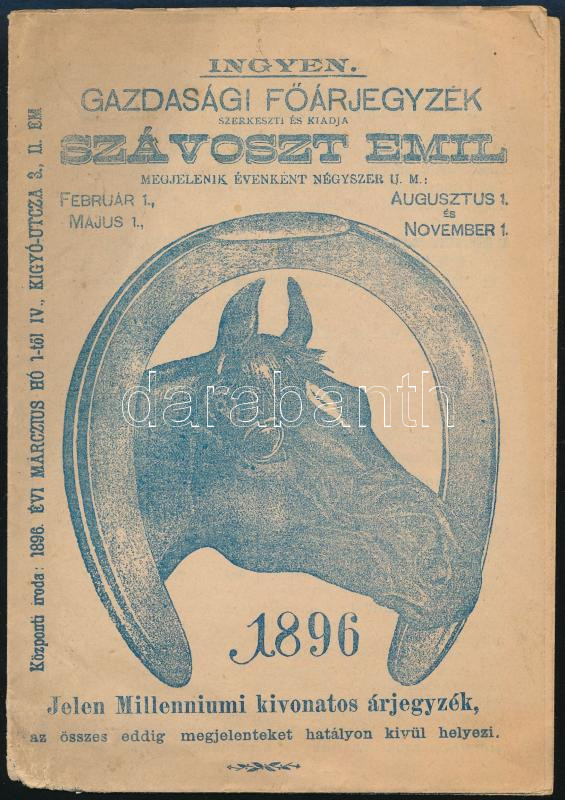 INGYEN.
GAZDASÁGI FŐÁRJEGYZÉK
SZERKESZTI ÉS KIADJA
SZÁVOSZT EMIL
MEGJELENIK ÉVENKÉNT NÉGYSZER U. M.:
FEBRUÁR 1.,
MAJUS 1.,
AUGUSZTUS 1.
ÉS
NOVEMBER 1.
Központi iroda: 1896. ÉVI MÁRCZIUS HÓ 1-től IV., KIGYÓ-UTCZA 3., II. EM
darabanth
1896
Jelen Millenniumi kivonatos árjegyzék,
az összes eddig megjelenteket hatályon kivül helyezi.